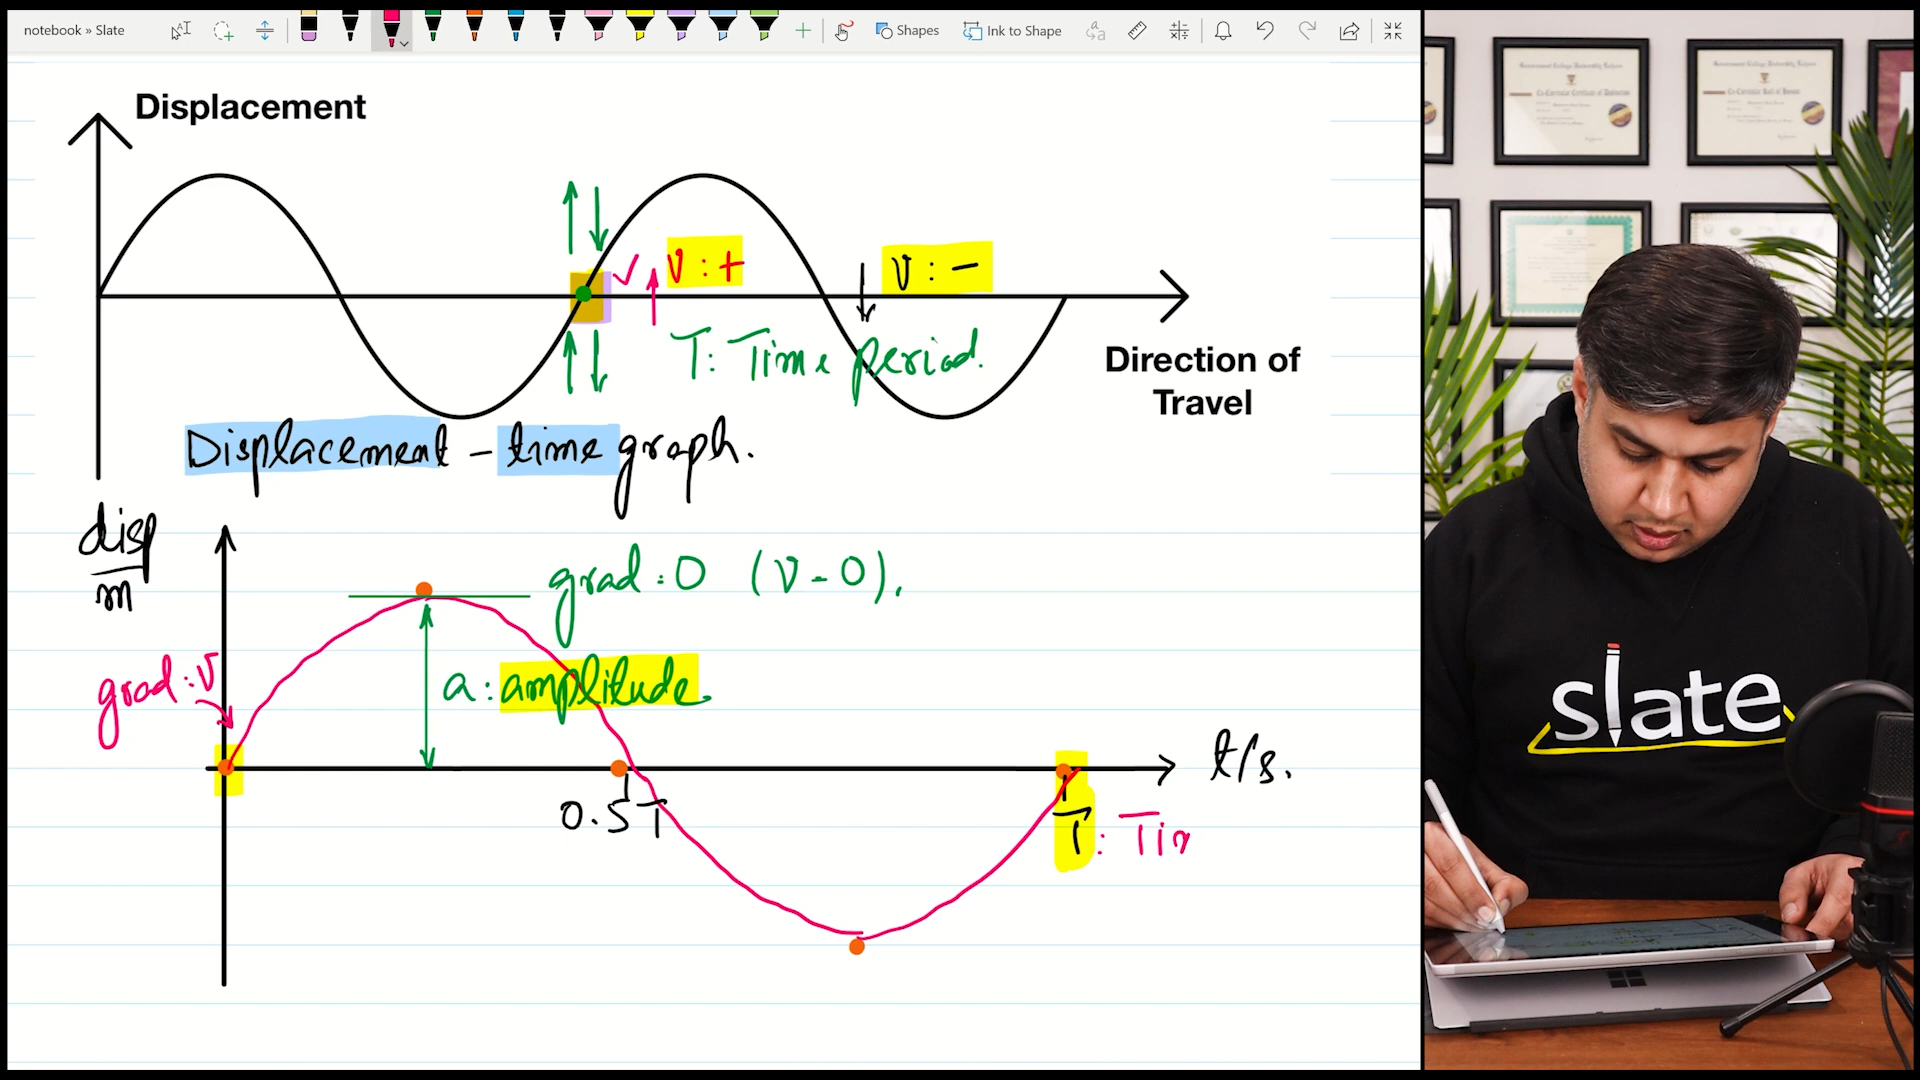 notebook » Slate
Shapes
Ink to Shape
Displacement
V : +
V : -
T: Time period.
Direction of
Travel
Displacement - time graph.
disp
m
grad : 0 (V - 0).
grad : V
a : amplitude.
t/s.
0.5T
T : Tim
slate